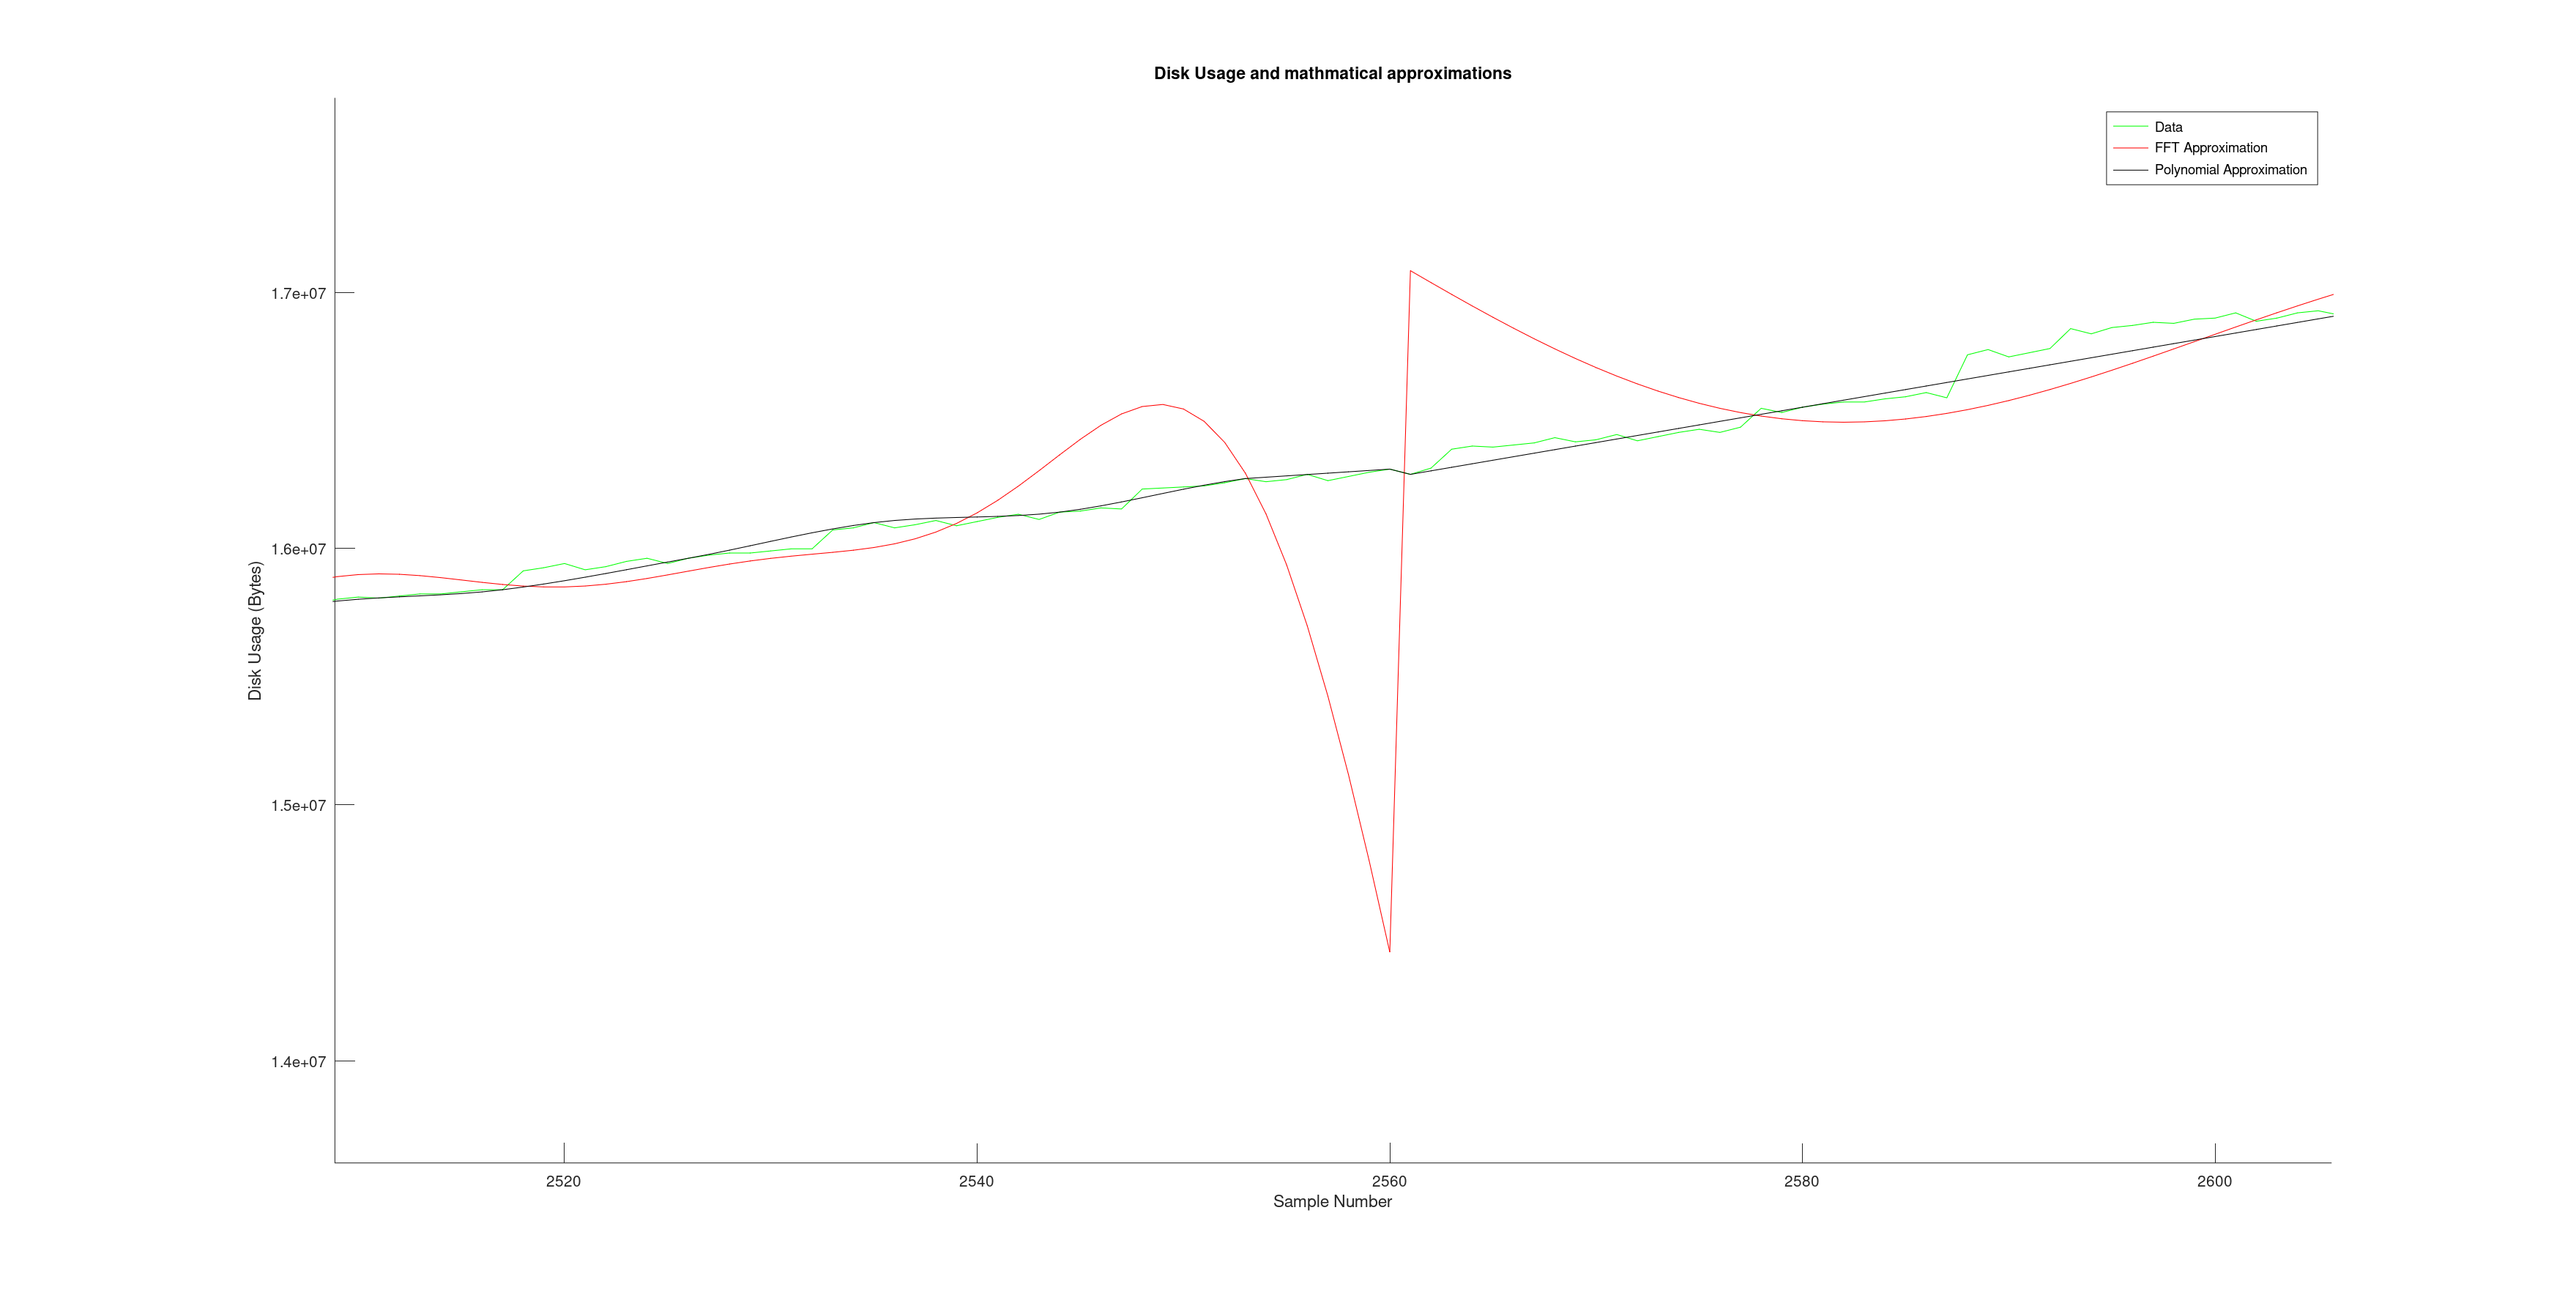 Disk Usage and mathmatical approximations
Data
FFT Approximation
Polynomial Approximation
1.7e+07
1.6e+07
1.5e+07
1.4e+07
Disk Usage (Bytes)
2520
2540
2560
2580
2600
Sample Number